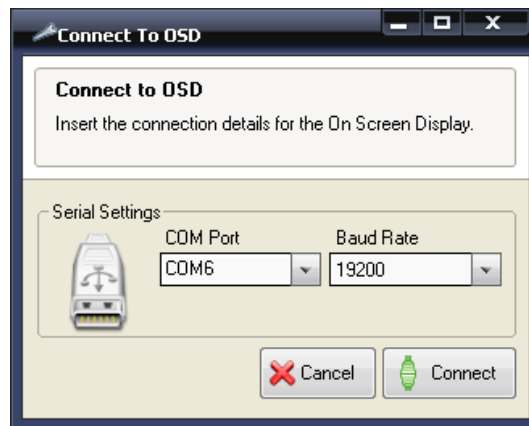 Connect To OSD
Connect to OSD
Insert the connection details for the On Screen Display.
Serial Settings
COM Port
Baud Rate
COM6
19200
Cancel
Connect